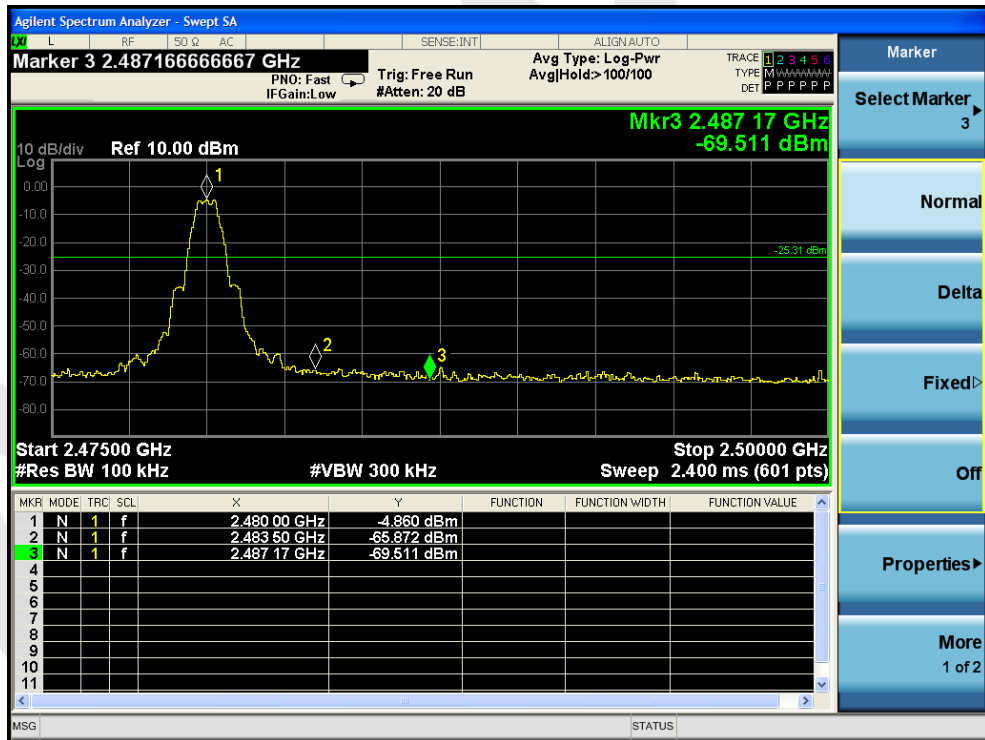 Agilent Spectrum Analyzer - Swept SA
LXI L RF 50 Ω AC SENSE:INT ALIGN AUTO
Marker 3 2.487166666667 GHz
PNO: Fast
IFGain:Low
Trig: Free Run
#Atten: 20 dB
Avg Type: Log-Pwr
Avg|Hold:>100/100
TRACE 1 2 3 4 5 6
TYPE M WWWWW
DET P P P P P P
Mkr3 2.487 17 GHz
-69.511 dBm
10 dB/div Ref 10.00 dBm
Log
0.00
-10.0
-20.0
-30.0
-40.0
-50.0
-60.0
-70.0
-80.0
1
2
3
-25.31 dBm
Start 2.47500 GHz Stop 2.50000 GHz
#Res BW 100 kHz #VBW 300 kHz Sweep 2.400 ms (601 pts)
MKR MODE TRC SCL X Y FUNCTION FUNCTION WIDTH FUNCTION VALUE
1 N 1 f 2.480 00 GHz -4.860 dBm
2 N 1 f 2.483 50 GHz -65.872 dBm
3 N 1 f 2.487 17 GHz -69.511 dBm
4
5
6
7
8
9
10
11
MSG STATUS
Marker
Select Marker
3
Normal
Delta
Fixed
Off
Properties
More
1 of 2